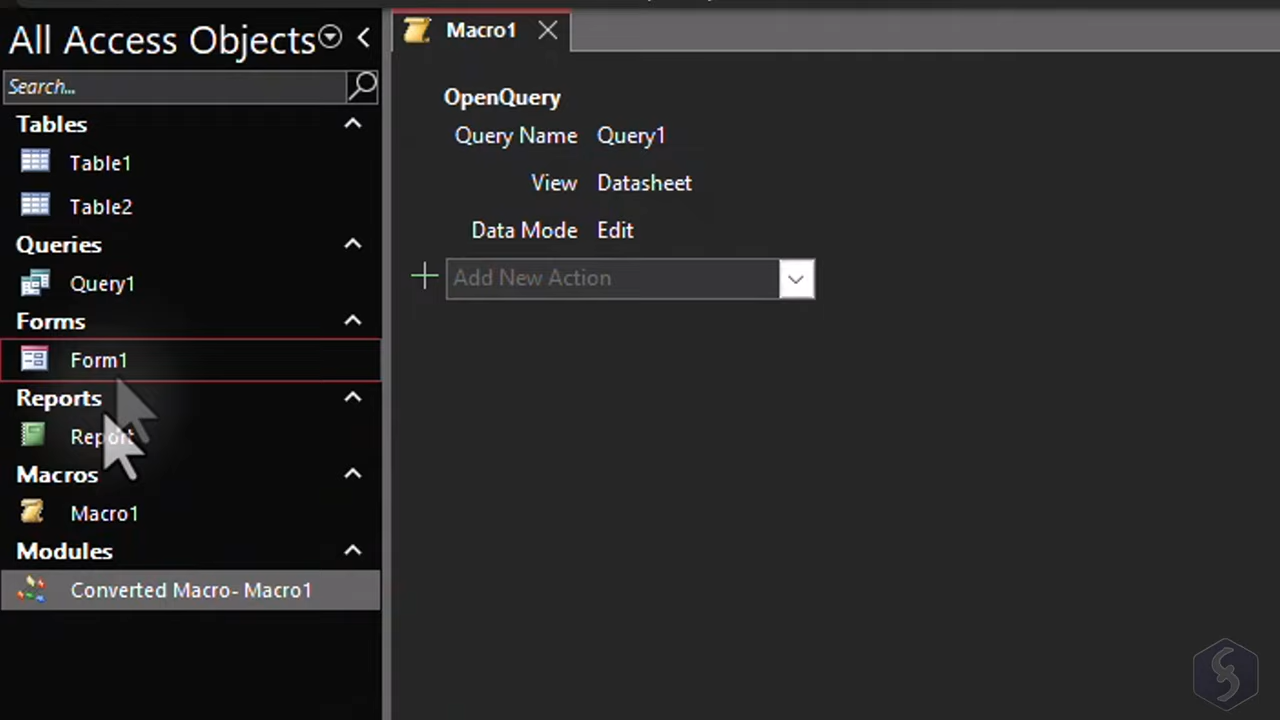 All Access Objects
Search...
Tables
Table1
Table2
Queries
Query1
Forms
Form1
Reports
Report
Macros
Macro1
Modules
Converted Macro- Macro1
Macro1
OpenQuery
Query Name Query1
View Datasheet
Data Mode Edit
Add New Action